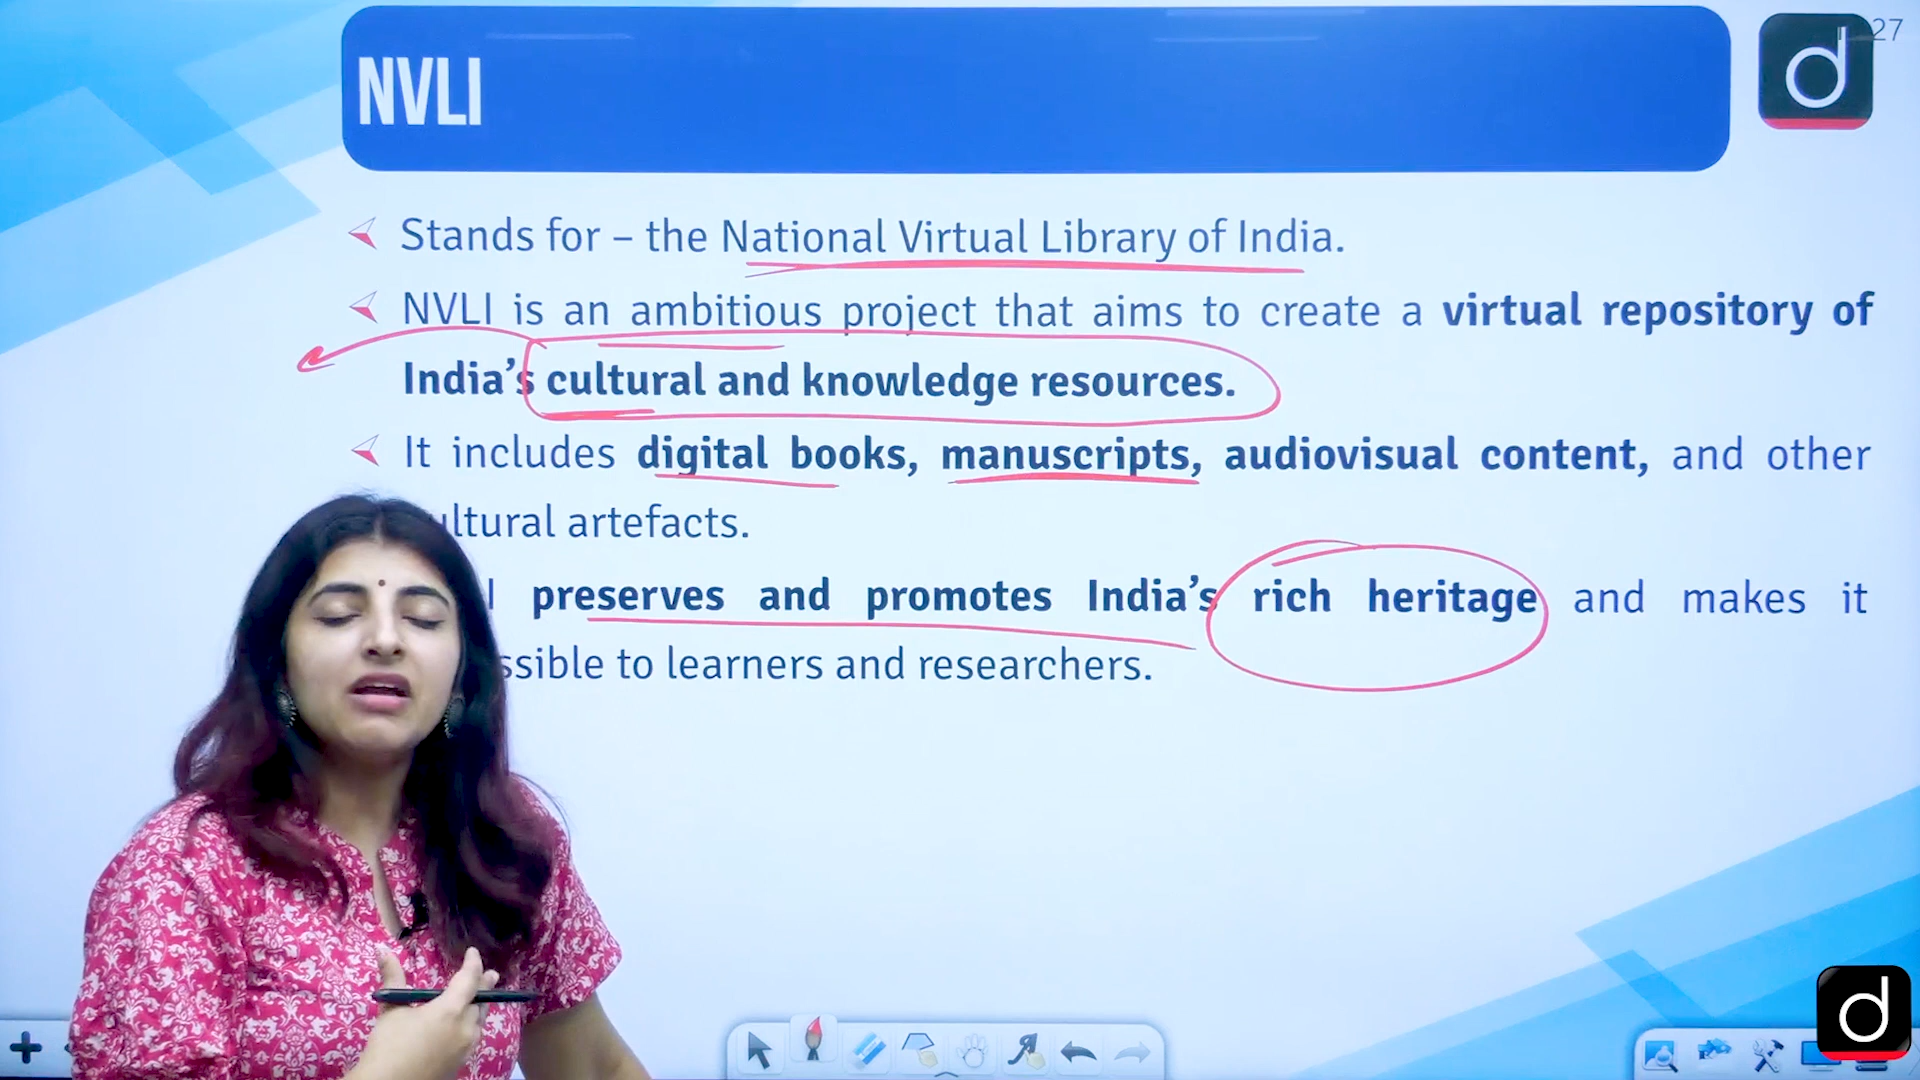 NVLI
27
Stands for – the National Virtual Library of India.
NVLI is an ambitious project that aims to create a virtual repository of
India's cultural and knowledge resources.
It includes digital books, manuscripts, audiovisual content, and other
ultural artefacts.
preserves and promotes India's rich heritage and makes it
ssible to learners and researchers.
d
d